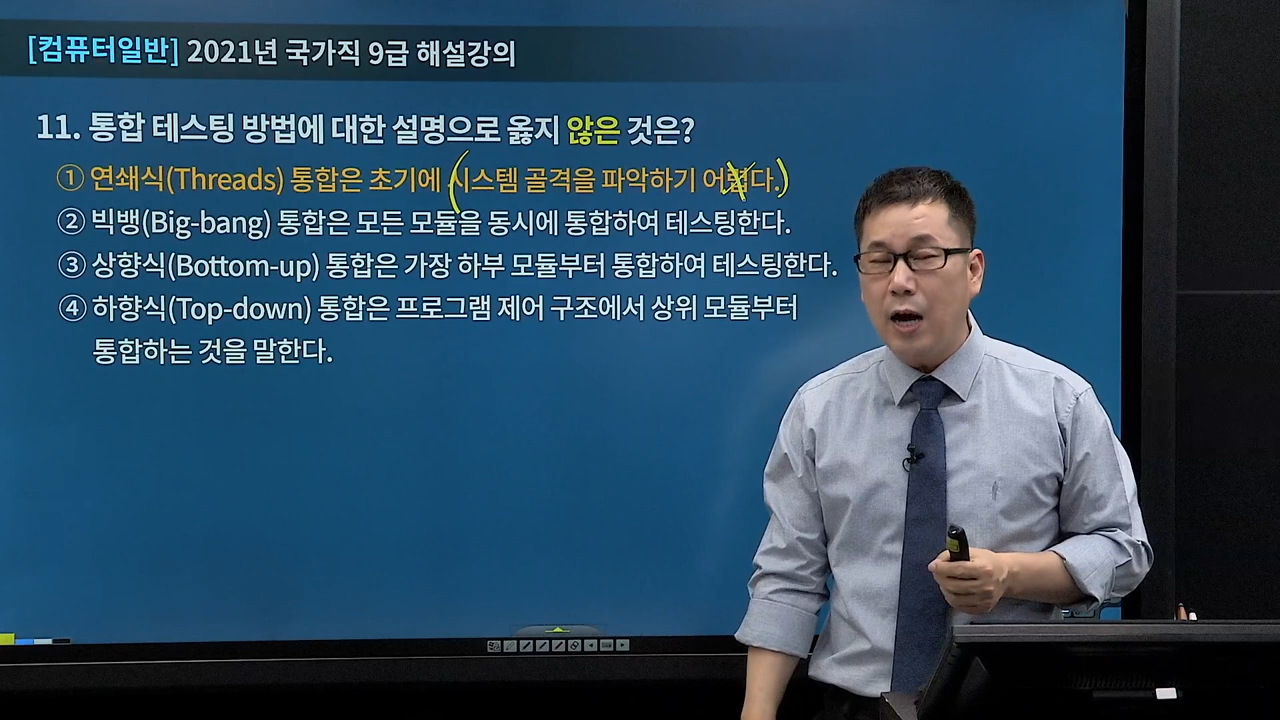 [컴퓨터일반] 2021년 국가직 9급 해설강의
11. 통합 테스팅 방법에 대한 설명으로 옳지 않은 것은?
① 연쇄식(Threads) 통합은 초기에 시스템 골격을 파악하기 어렵다.
② 빅뱅(Big-bang) 통합은 모든 모듈을 동시에 통합하여 테스팅한다.
③ 상향식(Bottom-up) 통합은 가장 하부 모듈부터 통합하여 테스팅한다.
④ 하향식(Top-down) 통합은 프로그램 제어 구조에서 상위 모듈부터
통합하는 것을 말한다.